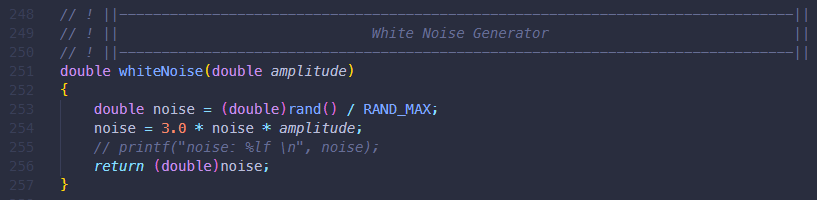 248 // ! ||--------------------------------------------------------------------------------||
249 // ! || White Noise Generator ||
250 // ! ||--------------------------------------------------------------------------------||
251 double whiteNoise(double amplitude)
252 {
253 double noise = (double)rand() / RAND_MAX;
254 noise = 3.0 * noise * amplitude;
255 // printf("noise: %lf \n", noise);
256 return (double)noise;
257 }